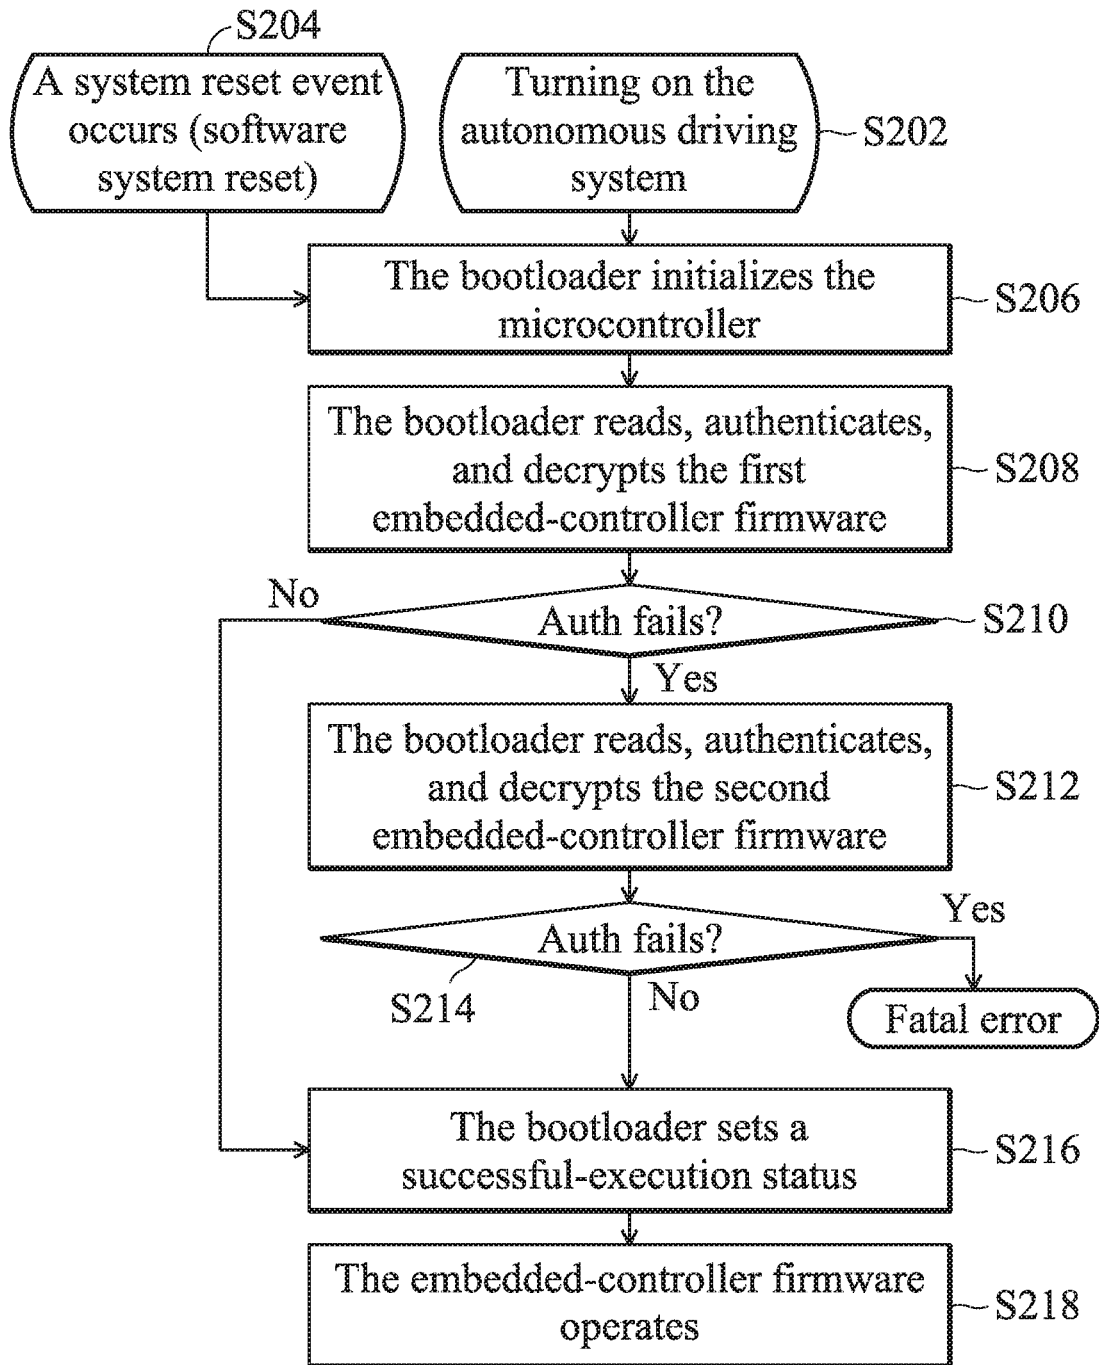 S204
A system reset event
occurs (software
system reset)
Turning on the
autonomous driving
system
S202
The bootloader initializes the
microcontroller
S206
The bootloader reads, authenticates,
and decrypts the first
embedded-controller firmware
S208
No
Auth fails?
S210
Yes
The bootloader reads, authenticates,
and decrypts the second
embedded-controller firmware
S212
Auth fails?
Yes
S214
No
Fatal error
The bootloader sets a
successful-execution status
S216
The embedded-controller firmware
operates
S218